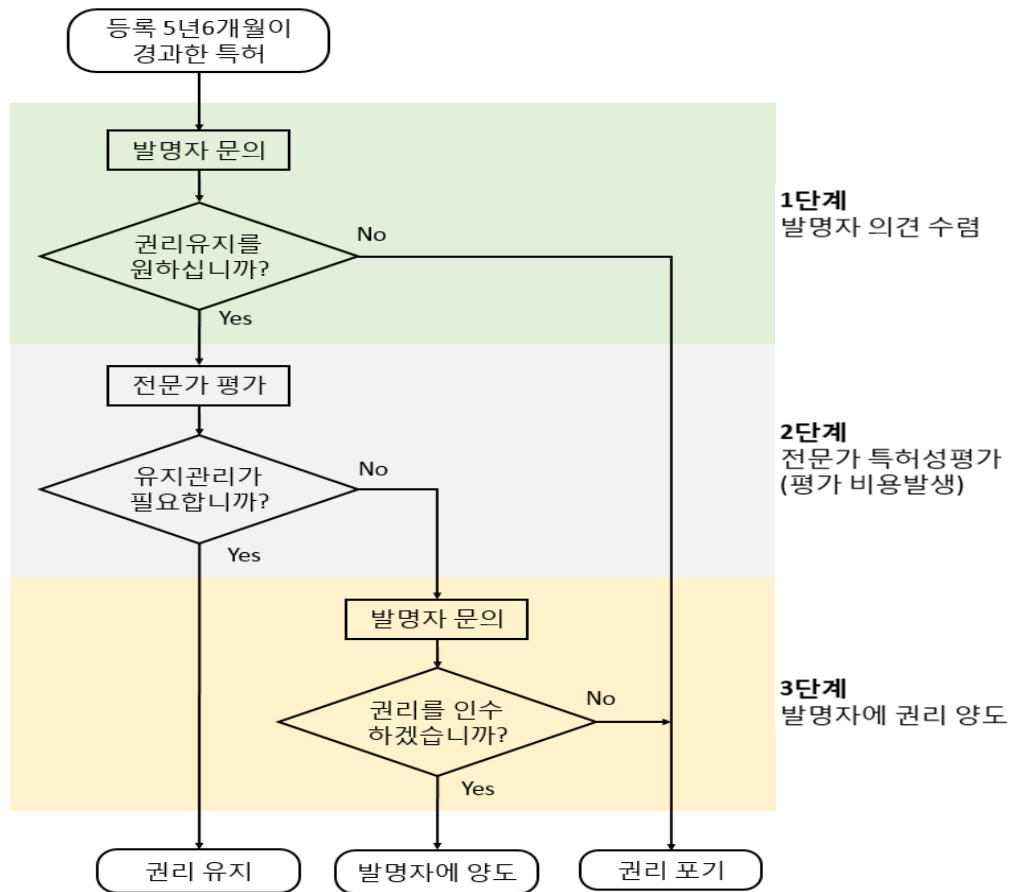 등록 5년6개월이
경과한 특허
발명자 문의
권리유지를
원하십니까?
No
Yes
1단계
발명자 의견 수렴
전문가 평가
유지관리가
필요합니까?
No
Yes
2단계
전문가 특허성평가
(평가 비용발생)
발명자 문의
권리를 인수
하겠습니까?
No
Yes
3단계
발명자에 권리 양도
권리 유지
발명자에 양도
권리 포기